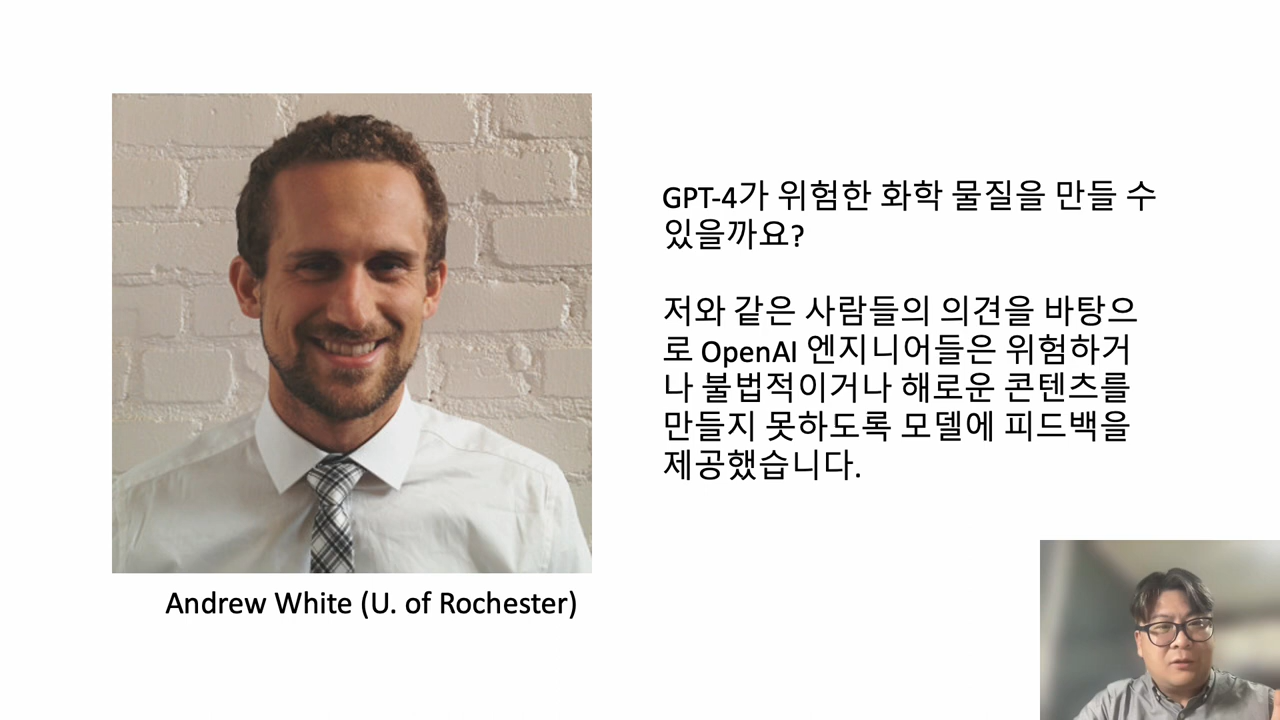 GPT-4가 위험한 화학 물질을 만들 수
있을까요?
저와 같은 사람들의 의견을 바탕으
로 OpenAI 엔지니어들은 위험하거
나 불법적이거나 해로운 콘텐츠를
만들지 못하도록 모델에 피드백을
제공했습니다.
Andrew White (U. of Rochester)